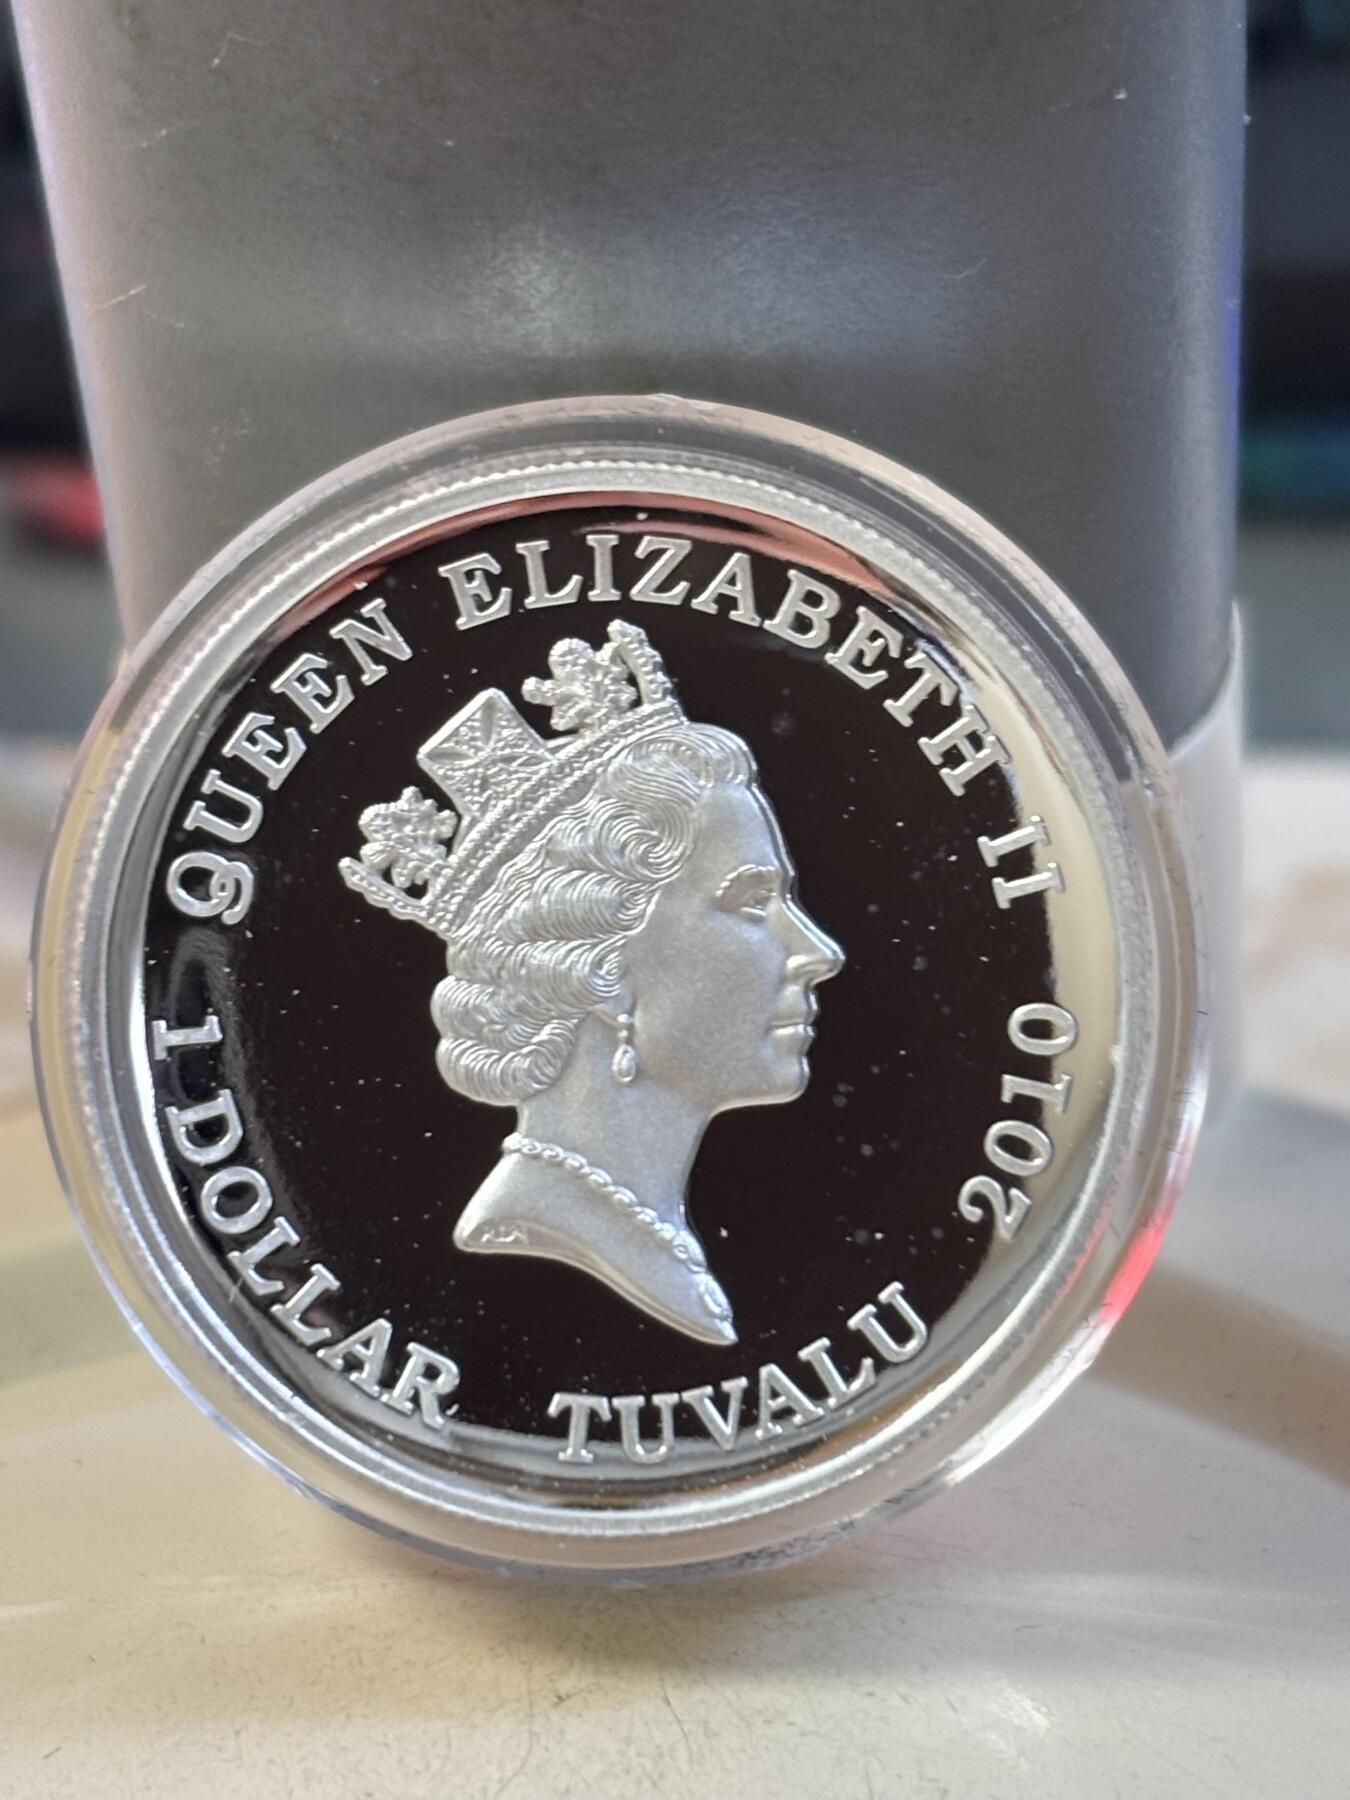 QUEEN ELIZABETH II
2010
TUVALU
1 DOLLAR